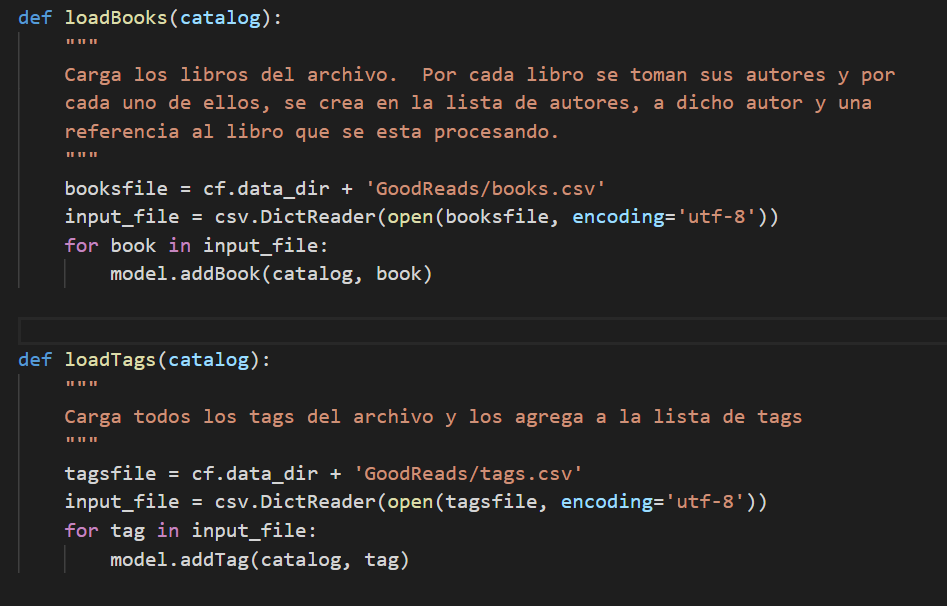 def loadBooks(catalog):
    """
    Carga los libros del archivo.  Por cada libro se toman sus autores y por
    cada uno de ellos, se crea en la lista de autores, a dicho autor y una
    referencia al libro que se esta procesando.
    """
    booksfile = cf.data_dir + 'GoodReads/books.csv'
    input_file = csv.DictReader(open(booksfile, encoding='utf-8'))
    for book in input_file:
        model.addBook(catalog, book)
def loadTags(catalog):
    """
    Carga todos los tags del archivo y los agrega a la lista de tags
    """
    tagsfile = cf.data_dir + 'GoodReads/tags.csv'
    input_file = csv.DictReader(open(tagsfile, encoding='utf-8'))
    for tag in input_file:
        model.addTag(catalog, tag)